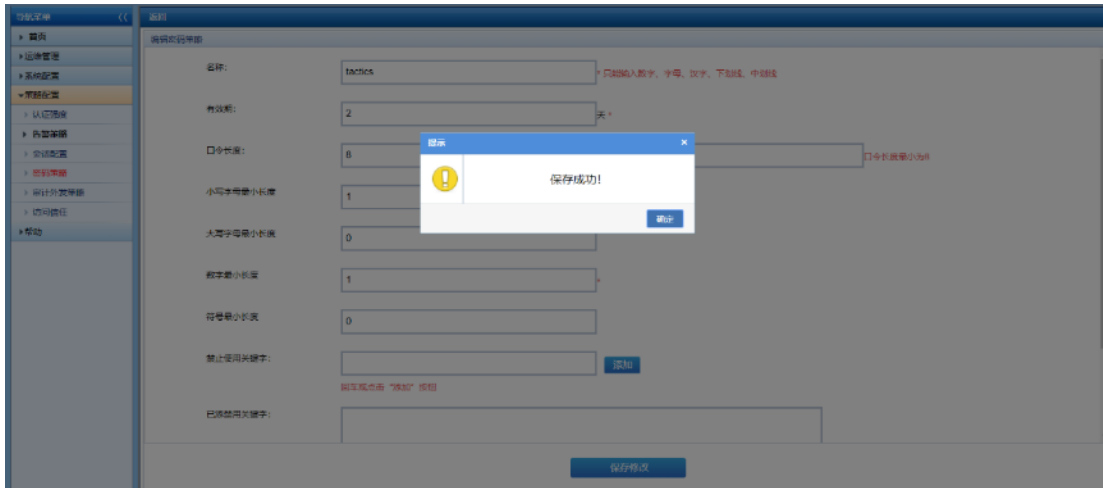 导航菜单 <<
返回
首页
运维管理
系统配置
策略配置
认证强度
告警策略
会话配置
密码策略
审计外发策略
访问信任
帮助
编辑密码策略
名称: tactics * 只能输入数字、字母、汉字、下划线、中划线
有效期: 2 天 *
口令长度: 8 口令长度最小为8
小写字母最小长度 1
大写字母最小长度 0
数字最小长度 1 *
符号最小长度 0
禁止使用关键字: 添加
回车或点击“添加”按钮
已添禁用关键字:
保存修改
提示 ×
保存成功!
确定